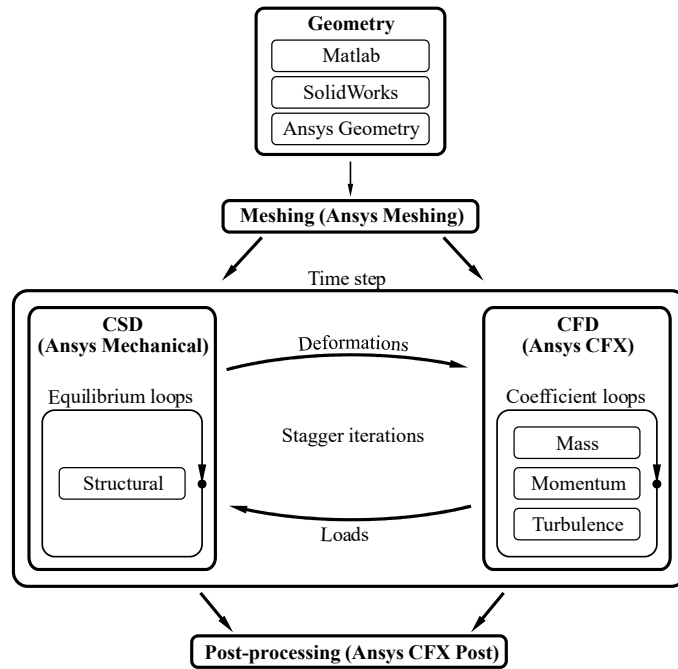 Geometry
Matlab
SolidWorks
Ansys Geometry
Meshing (Ansys Meshing)
Time step
CSD
(Ansys Mechanical)
Equilibrium loops
Structural
Deformations
Stagger iterations
Loads
CFD
(Ansys CFX)
Coefficient loops
Mass
Momentum
Turbulence
Post-processing (Ansys CFX Post)